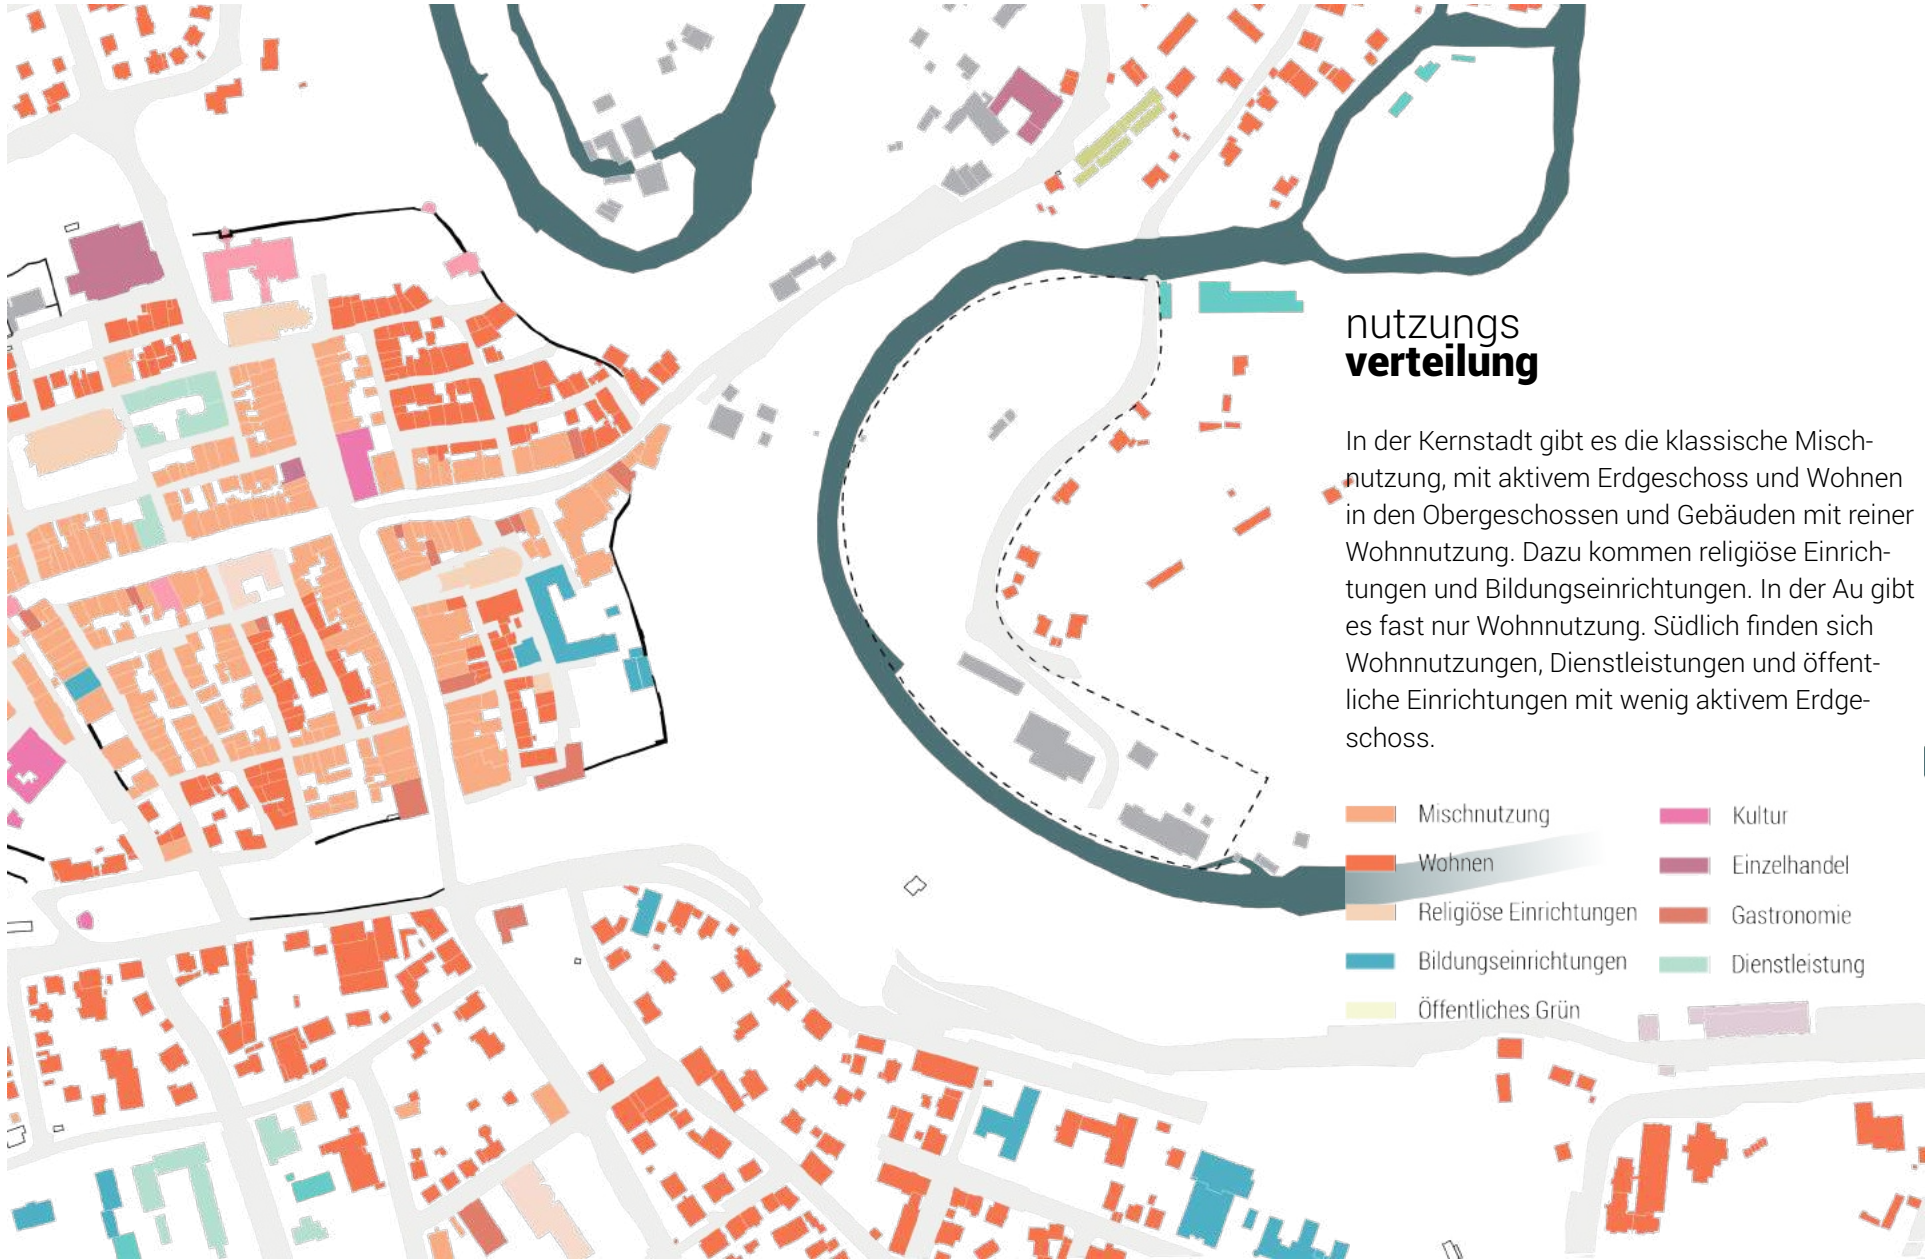 nutzungs
verteilung
In der Kernstadt gibt es die klassische Misch-
nutzung, mit aktivem Erdgeschoss und Wohnen
in den Obergeschossen und Gebäuden mit reiner
Wohnnutzung. Dazu kommen religiöse Einrich-
tungen und Bildungseinrichtungen. In der Au gibt
es fast nur Wohnnutzung. Südlich finden sich
Wohnnutzungen, Dienstleistungen und öffent-
liche Einrichtungen mit wenig aktivem Erdge-
schoss.
Mischnutzung
Wohnen
Religiöse Einrichtungen
Bildungseinrichtungen
Öffentliches Grün
Kultur
Einzelhandel
Gastronomie
Dienstleistung